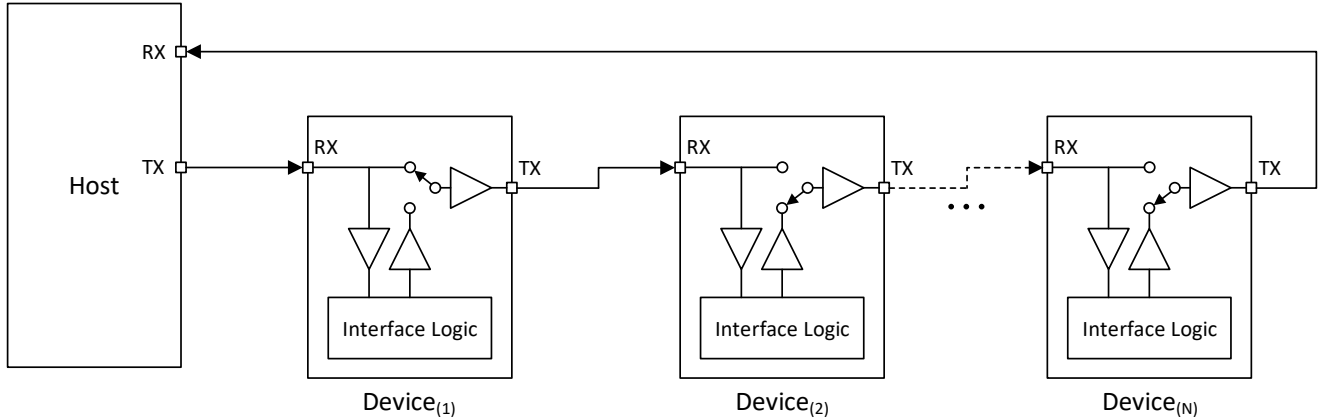 RX
Host
TX
RX
TX
Interface Logic
Device(1)
RX
TX
Interface Logic
Device(2)
...
RX
TX
Interface Logic
Device(N)